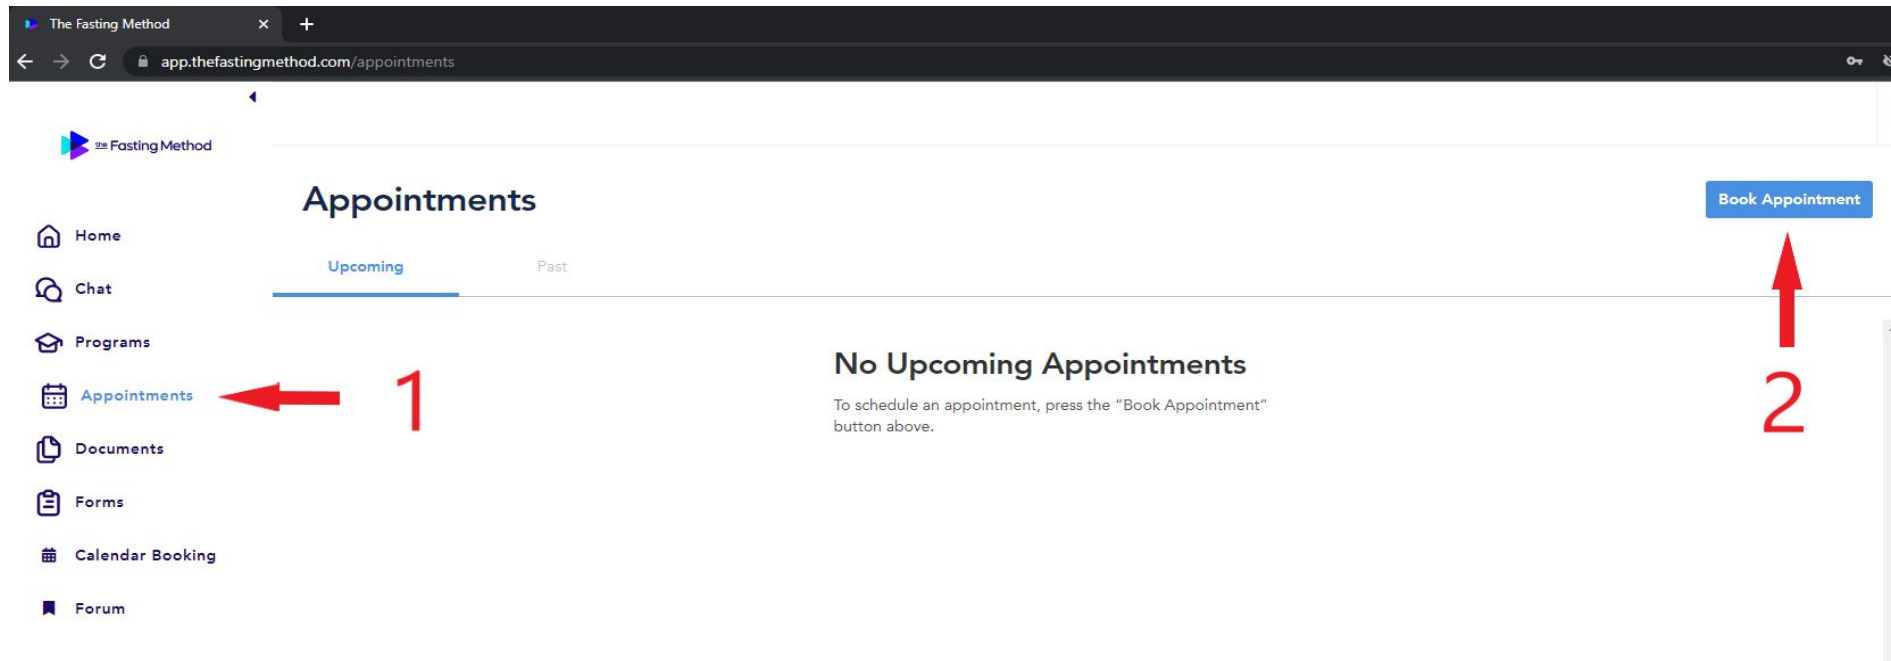 The Fasting Method
app.thefastingmethod.com/appointments
the Fasting Method
Home
Chat
Programs
Appointments
Documents
Forms
Calendar Booking
Forum
1
Appointments
Book Appointment
Upcoming
Past
No Upcoming Appointments
To schedule an appointment, press the “Book Appointment”
button above.
2